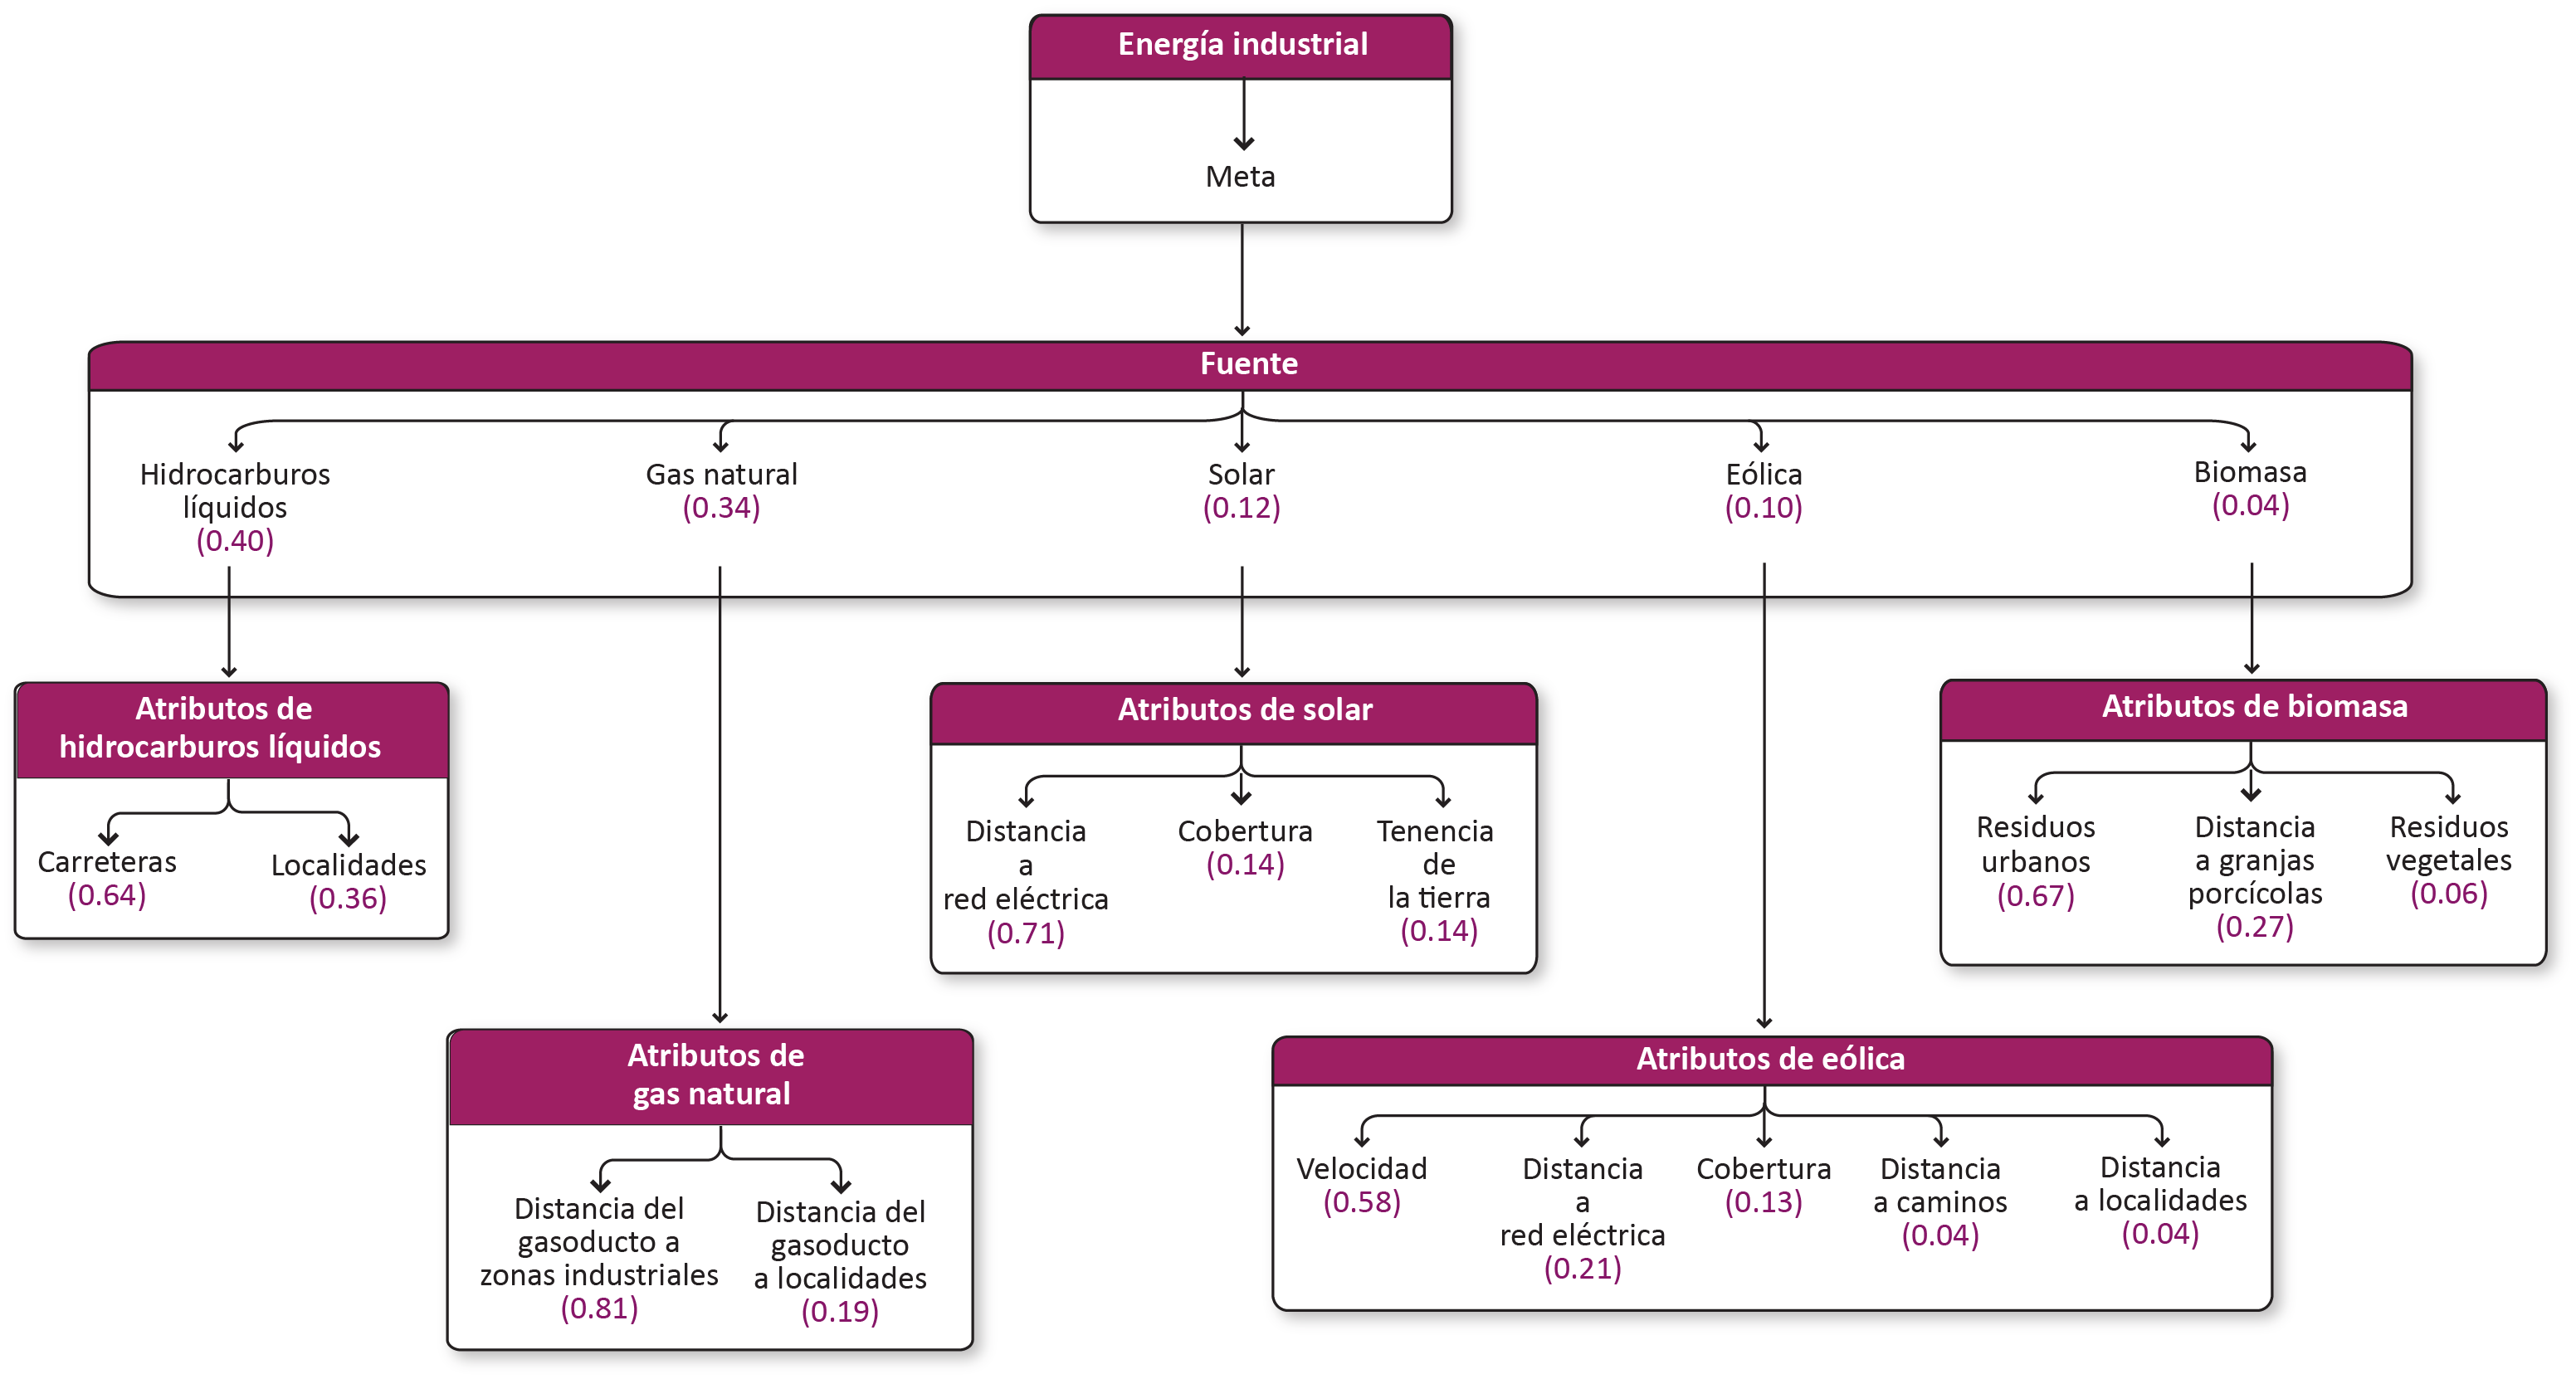 Energía industrial
Meta
Fuente
Hidrocarburos
líquidos
(0.40)
Gas natural
(0.34)
Solar
(0.12)
Eólica
(0.10)
Biomasa
(0.04)
Atributos de
hidrocarburos líquidos
Carreteras
(0.64)
Localidades
(0.36)
Atributos de solar
Distancia
a
red eléctrica
(0.71)
Cobertura
(0.14)
Tenencia
de
la tierra
(0.14)
Atributos de biomasa
Residuos
urbanos
(0.67)
Distancia
a granjas
porcícolas
(0.27)
Residuos
vegetales
(0.06)
Atributos de
gas natural
Distancia del
gasoducto a
zonas industriales
(0.81)
Distancia del
gasoducto
a localidades
(0.19)
Atributos de eólica
Velocidad
(0.58)
Distancia
a
red eléctrica
(0.21)
Cobertura
(0.13)
Distancia
a caminos
(0.04)
Distancia
a localidades
(0.04)